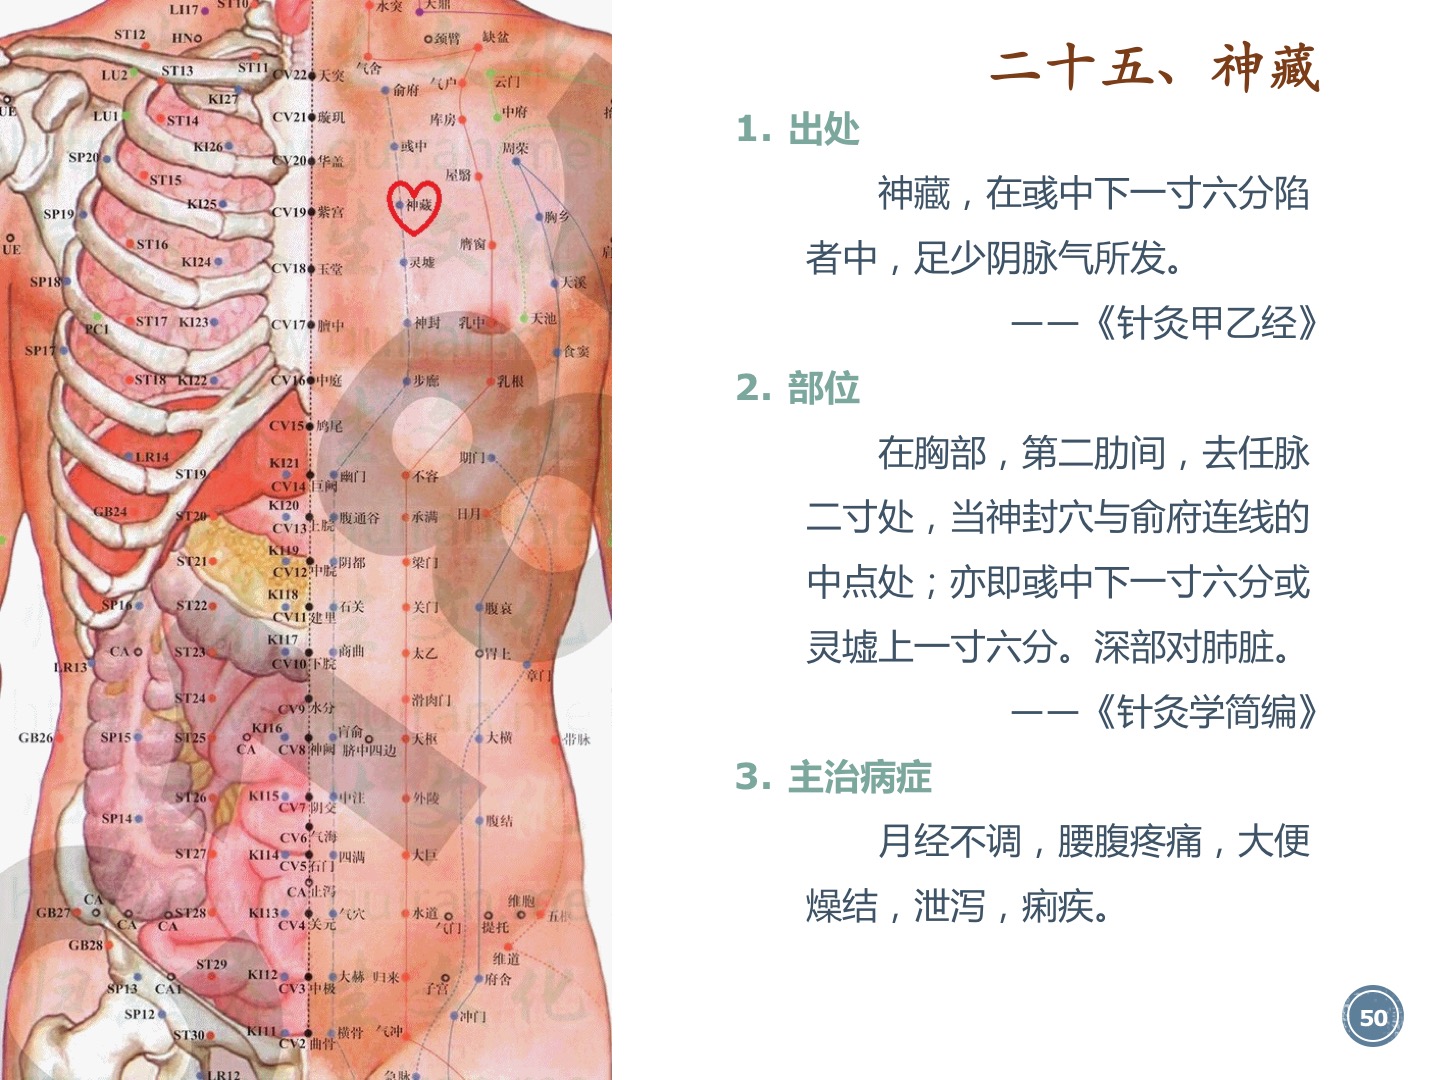 二十五、神藏
1. 出处
神藏，在彧中下一寸六分陷
者中，足少阴脉气所发。
——《针灸甲乙经》
2. 部位
在胸部，第二肋间，去任脉
二寸处，当神封穴与俞府连线的
中点处；亦即彧中下一寸六分或
灵墟上一寸六分。深部对肺脏。
——《针灸学简编》
3. 主治病症
月经不调，腰腹疼痛，大便
燥结，泄泻，痢疾。
50
LI17
ST10
水突
天鼎
ST12
HN
颈臂
缺盆
LU2
ST13
ST11
CV22 天突
气舍
气户
云门
KI27
俞府
UE
LU1
ST14
CV21 璇玑
库房
中府
SP20
KI26
CV20 华盖
彧中
周荣
ST15
屋翳
SP19
KI25
CV19 紫宫
神藏
胸乡
UE
ST16
KI24
CV18 玉堂
灵墟
膺窗
SP18
天溪
PC1
ST17
KI23
CV17 膻中
神封
乳中
天池
SP17
食窦
ST18
KI22
CV16 中庭
步廊
乳根
CV15 鸠尾
LR14
ST19
KI21
CV14 巨阙
幽门
不容
期门
GB24
ST20
KI20
CV13 上脘
腹通谷
承满
日月
ST21
KI19
CV12 中脘
阴都
梁门
SP16
ST22
KI18
CV11 建里
石关
关门
腹哀
CA
ST23
KI17
CV10 下脘
商曲
太乙
胃上
LR13
章门
ST24
CV9 水分
滑肉门
GB26
SP15
ST25
CA
KI16
CV8 神阙
肓俞
脐中四边
天枢
大横
带脉
ST26
KI15
CV7 阴交
中注
外陵
SP14
CV6 气海
腹结
ST27
KI14
CV5 石门
四满
大巨
CA 止泻
GB27
CA
CA
CA
ST28
KI13
CV4 关元
气穴
水道
气门
提托
维胞
五枢
GB28
维道
SP13
CA1
ST29
KI12
CV3 中极
大赫
归来
子宫
府舍
SP12
冲门
ST30
KI11
CV2 曲骨
横骨
气冲
LR12
急脉